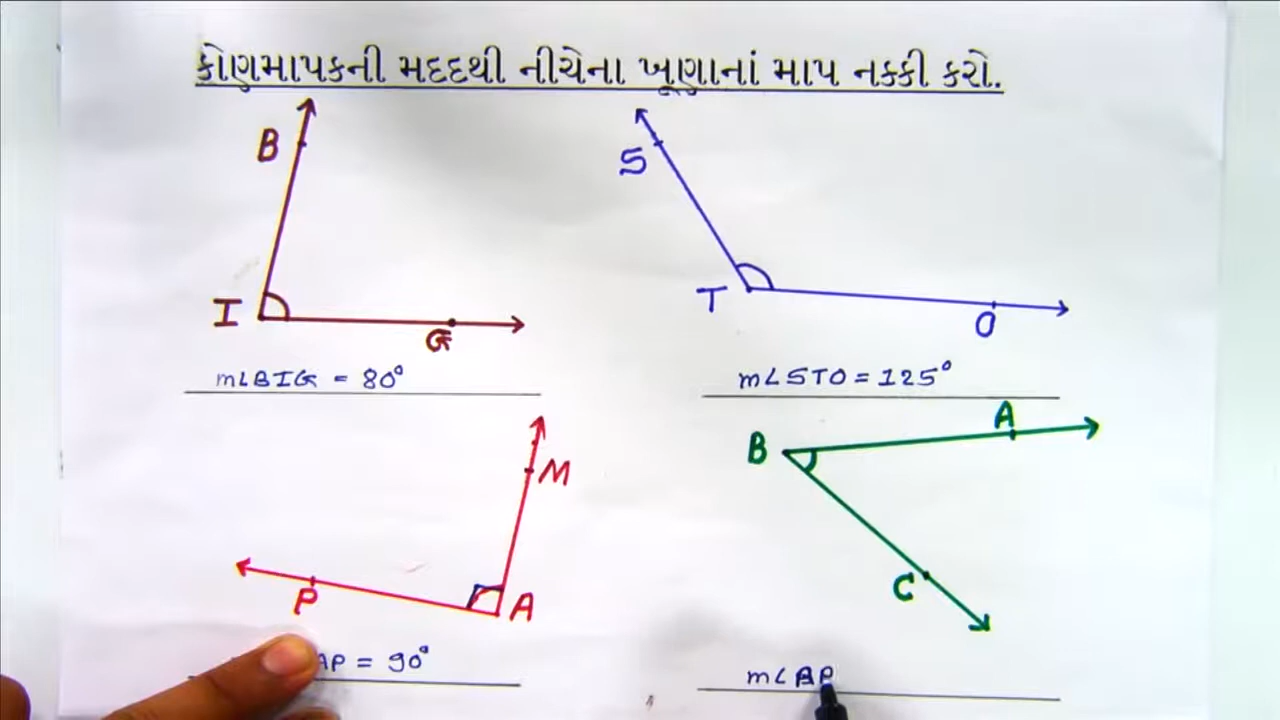 કોણમાપકની મદદથી નીચેના ખૂણાનાં માપ નક્કી કરો.
B
S
I
G
T
O
m∠BIG = 80°
m∠STO = 125°
A
B
M
C
P
A
AP = 90°
m∠AB